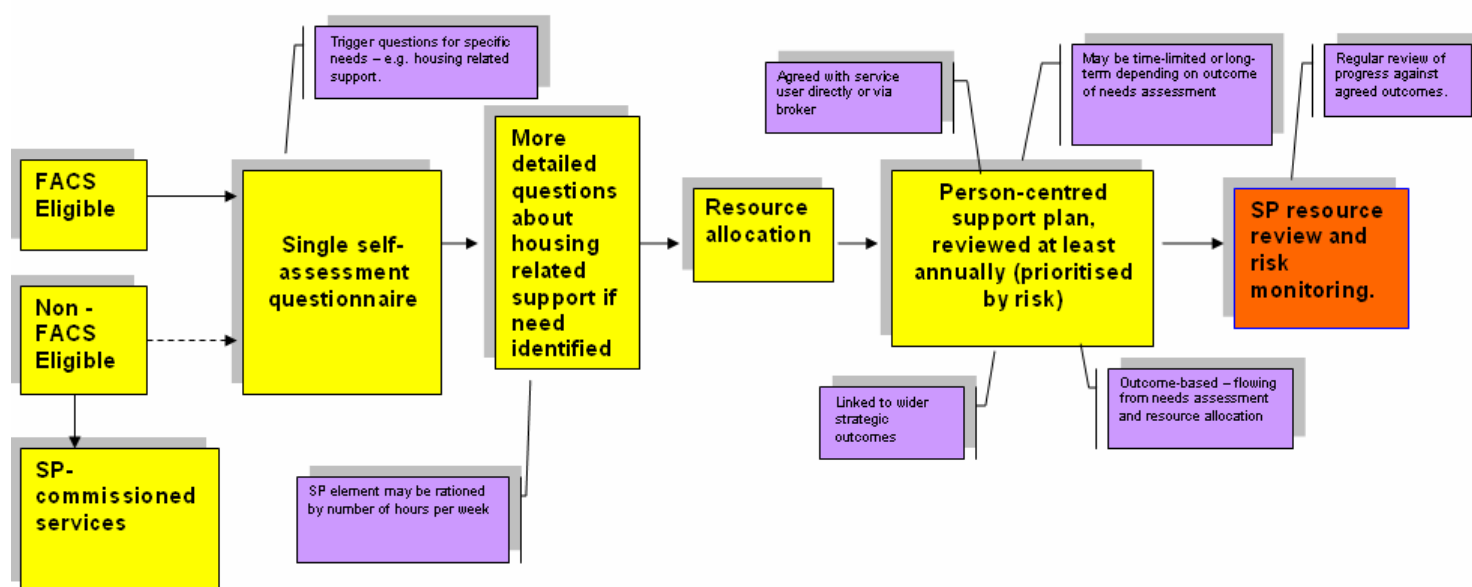 Trigger questions for specific
needs – e.g. housing related
support.
Agreed with service
user directly or via
broker
May be time-limited or long-
term depending on outcome
of needs assessment
Regular review of
progress against
agreed outcomes.
FACS
Eligible
Non -
FACS
Eligible
SP-
commissioned
services
Single self-
assessment
questionnaire
More
detailed
questions
about
housing
related
support if
need
identified
Resource
allocation
Person-centred
support plan,
reviewed at least
annually (prioritised
by risk)
SP resource
review and
risk
monitoring.
SP element may be rationed
by number of hours per week
Linked to wider
strategic
outcomes
Outcome-based – flowing
from needs assessment
and resource allocation